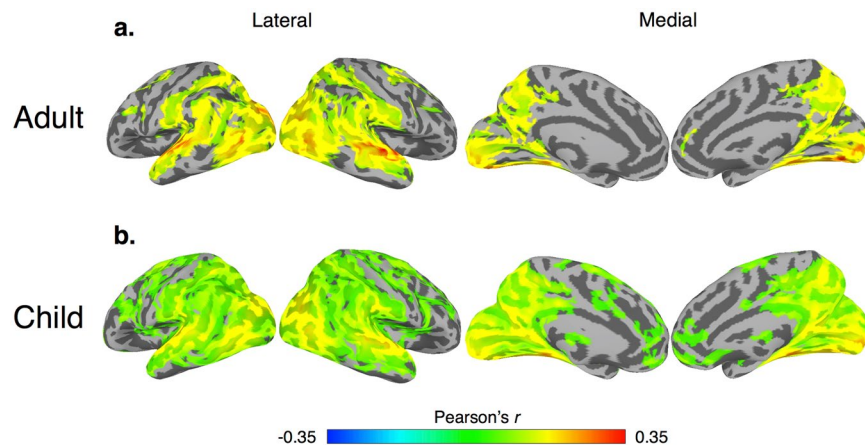 a.
Lateral
Medial
Adult
b.
Child
Pearson's r
-0.35
0.35